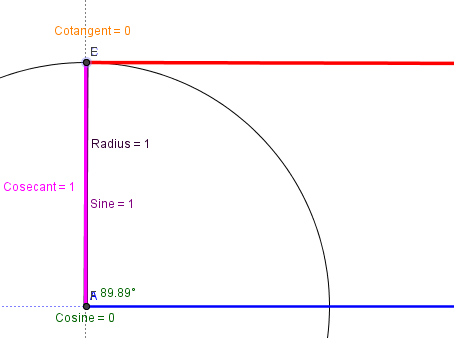 Cotangent = 0
B
Radius = 1
Cosecant = 1
Sine = 1
A 89.89°
Cosine = 0